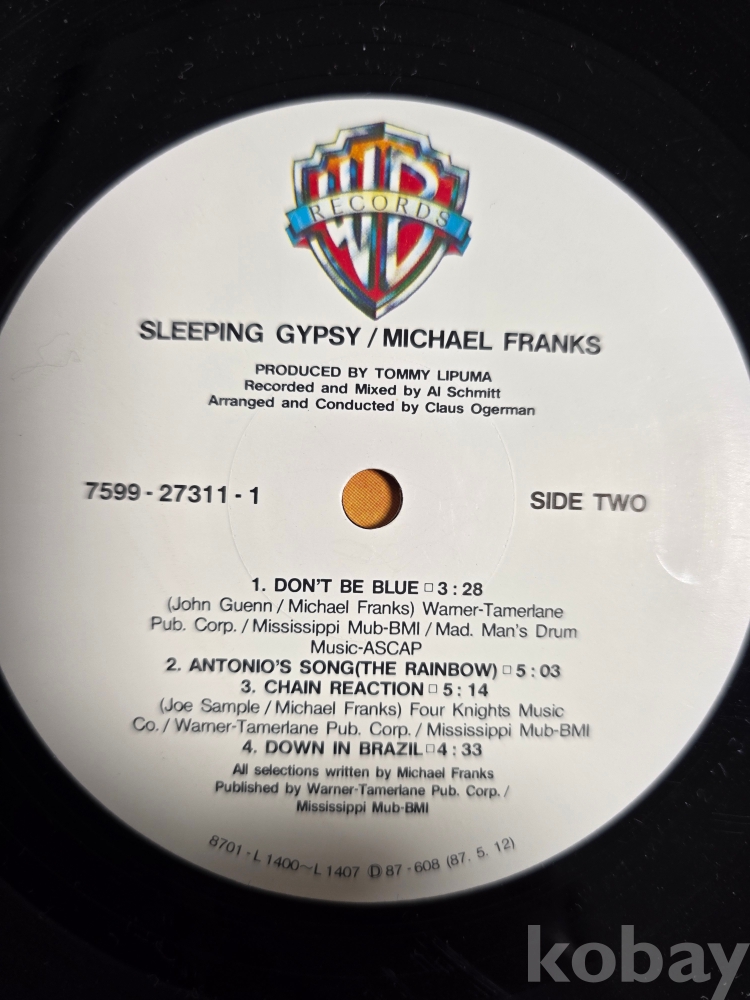 WB
RECORDS
SLEEPING GYPSY / MICHAEL FRANKS
PRODUCED BY TOMMY LIPUMA
Recorded and Mixed by Al Schmitt
Arranged and Conducted by Claus Ogerman
7599 - 27311 - 1
SIDE TWO
1. DON'T BE BLUE □ 3 : 28
(John Guenn / Michael Franks) Warner-Tamerlane
Pub. Corp. / Mississippi Mub-BMI / Mad. Man's Drum
Music-ASCAP
2. ANTONIO'S SONG(THE RAINBOW) □ 5 : 03
3. CHAIN REACTION □ 5 : 14
(Joe Sample / Michael Franks) Four Knights Music
Co. / Warner-Tamerlane Pub. Corp. / Mississippi Mub-BMI
4. DOWN IN BRAZIL □ 4 : 33
All selections written by Michael Franks
Published by Warner-Tamerlane Pub. Corp. /
Mississippi Mub-BMI
8701 - L 1400~L 1407 Ⓓ 87 - 608 (87. 5. 12)
kobay